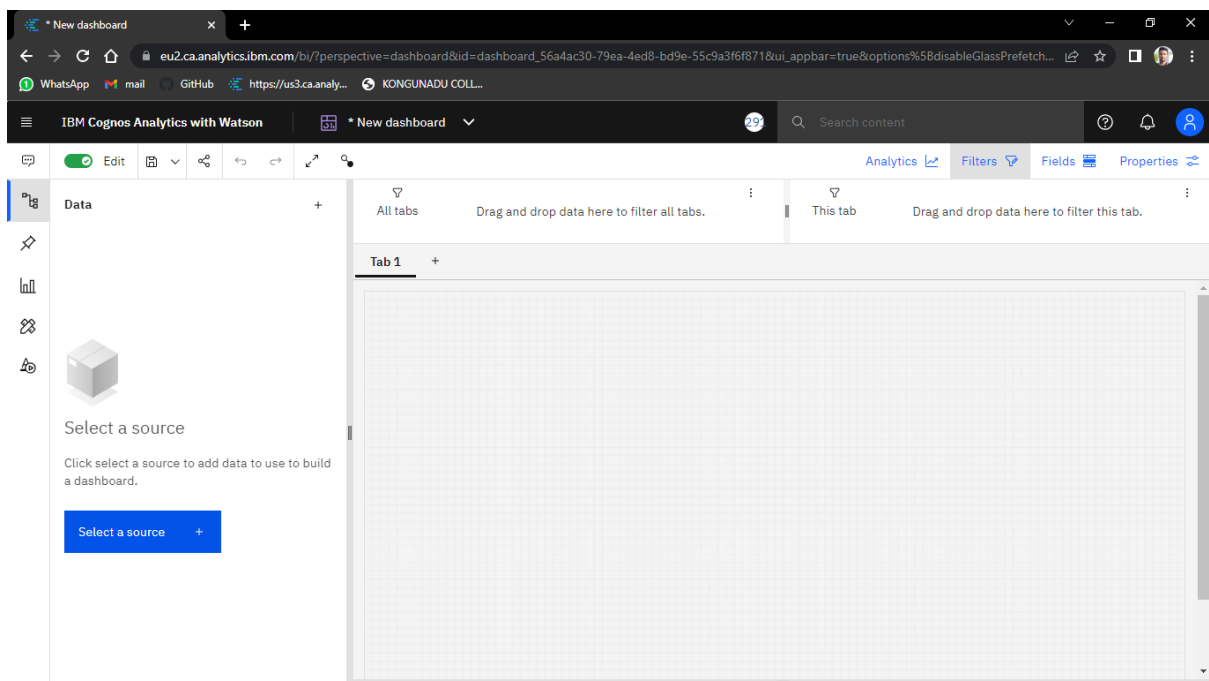 * New dashboard
eu2.ca.analytics.ibm.com/bi/?perspective=dashboard&id=dashboard_56a4ac30-79ea-4ed8-bd9e-55c9a3f6f871&ui_appbar=true&options%5BdisableGlassPrefetch...
WhatsApp mail GitHub https://us3.ca.analy... KONGUNADU COLL...
IBM Cognos Analytics with Watson * New dashboard Search content
Edit Analytics Filters Fields Properties
Data +
All tabs Drag and drop data here to filter all tabs. This tab Drag and drop data here to filter this tab.
Tab 1 +
Select a source
Click select a source to add data to use to build
a dashboard.
Select a source +